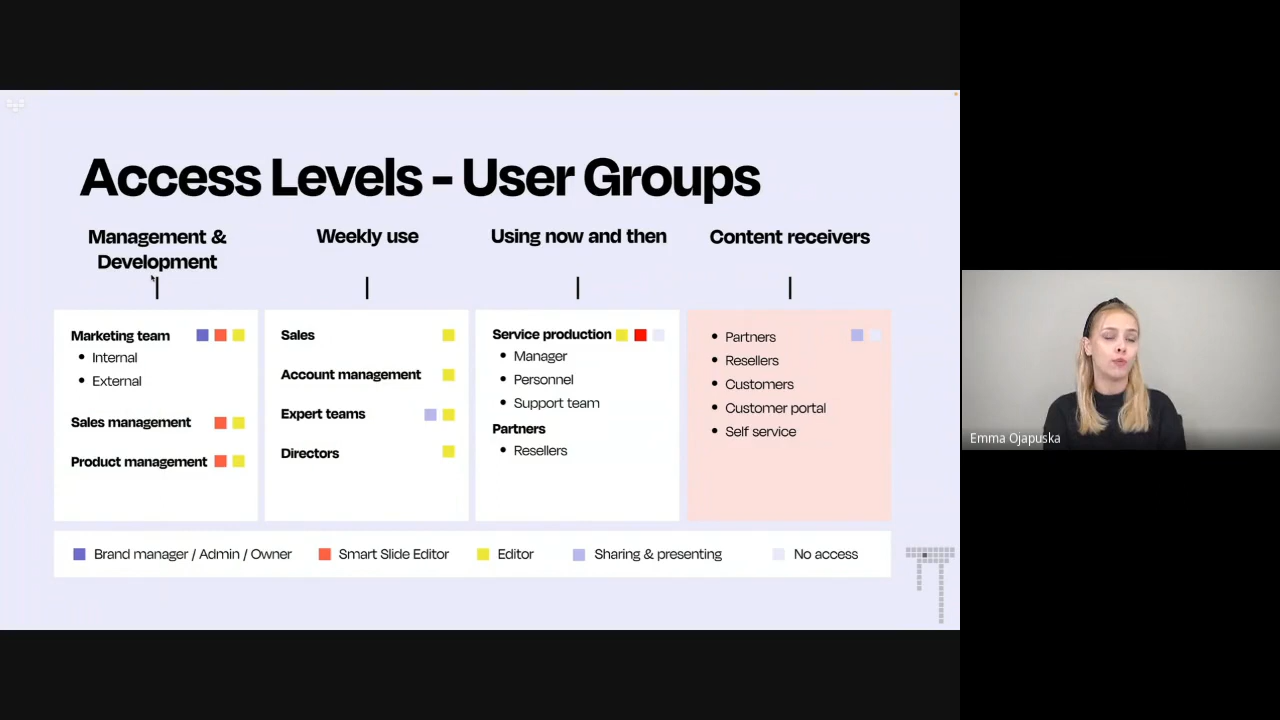 Access Levels - User Groups
Management &
Development
Weekly use
Using now and then
Content receivers
Marketing team
• Internal
• External
Sales management
Product management
Sales
Account management
Expert teams
Directors
Service production
• Manager
• Personnel
• Support team
Partners
• Resellers
• Partners
• Resellers
• Customers
• Customer portal
• Self service
Brand manager / Admin / Owner
Smart Slide Editor
Editor
Sharing & presenting
No access
Emma Ojapuska